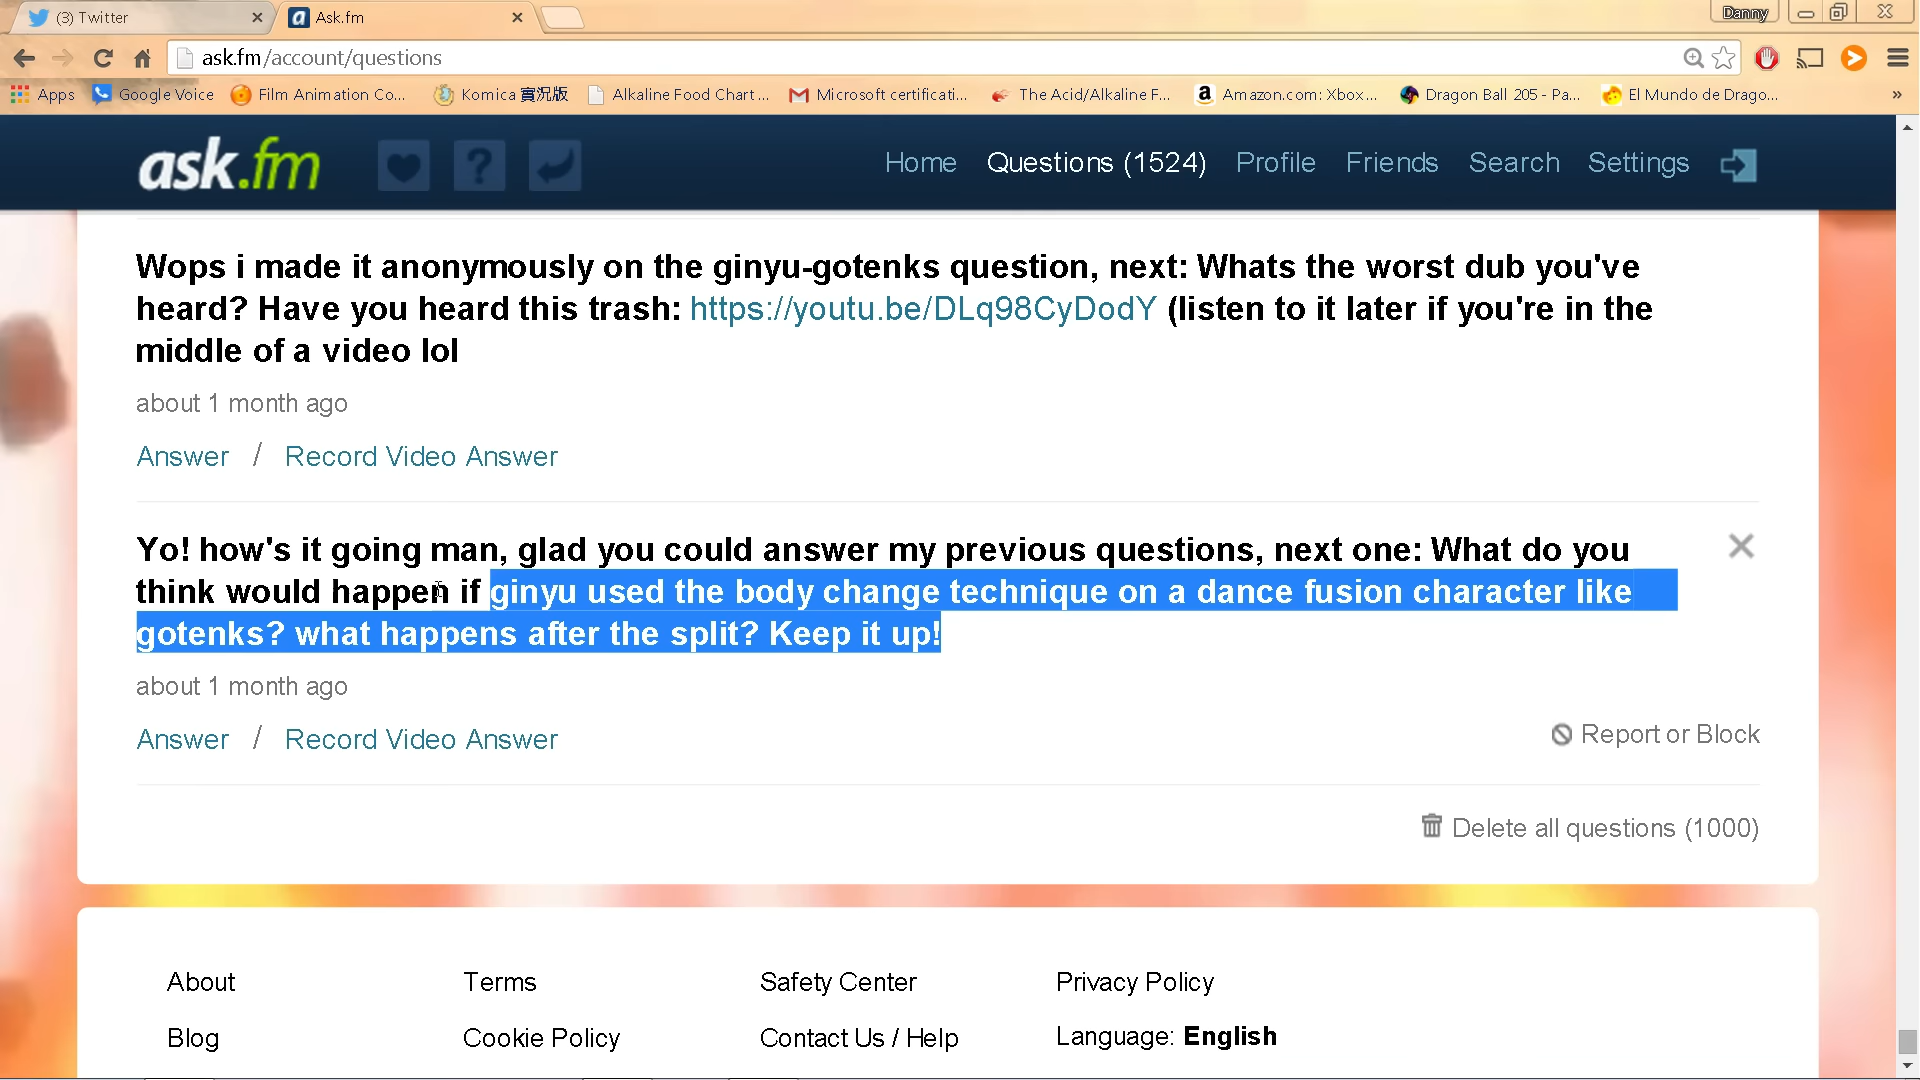 (3) Twitter
Ask.fm
Danny
ask.fm/account/questions
Apps
Google Voice
Film Animation Co...
Komica 實況版
Alkaline Food Chart ...
Microsoft certificati...
The Acid/Alkaline F...
Amazon.com: Xbox...
Dragon Ball 205 - Pa...
El Mundo de Drago...
»
ask.fm
Home
Questions (1524)
Profile
Friends
Search
Settings
Wops i made it anonymously on the ginyu-gotenks question, next: Whats the worst dub you've
heard? Have you heard this trash: https://youtu.be/DLq98CyDodY (listen to it later if you're in the
middle of a video lol
about 1 month ago
Answer / Record Video Answer
Yo! how's it going man, glad you could answer my previous questions, next one: What do you
think would happen if ginyu used the body change technique on a dance fusion character like
gotenks? what happens after the split? Keep it up!
about 1 month ago
Answer / Record Video Answer
Report or Block
Delete all questions (1000)
About
Terms
Safety Center
Privacy Policy
Blog
Cookie Policy
Contact Us / Help
Language: English